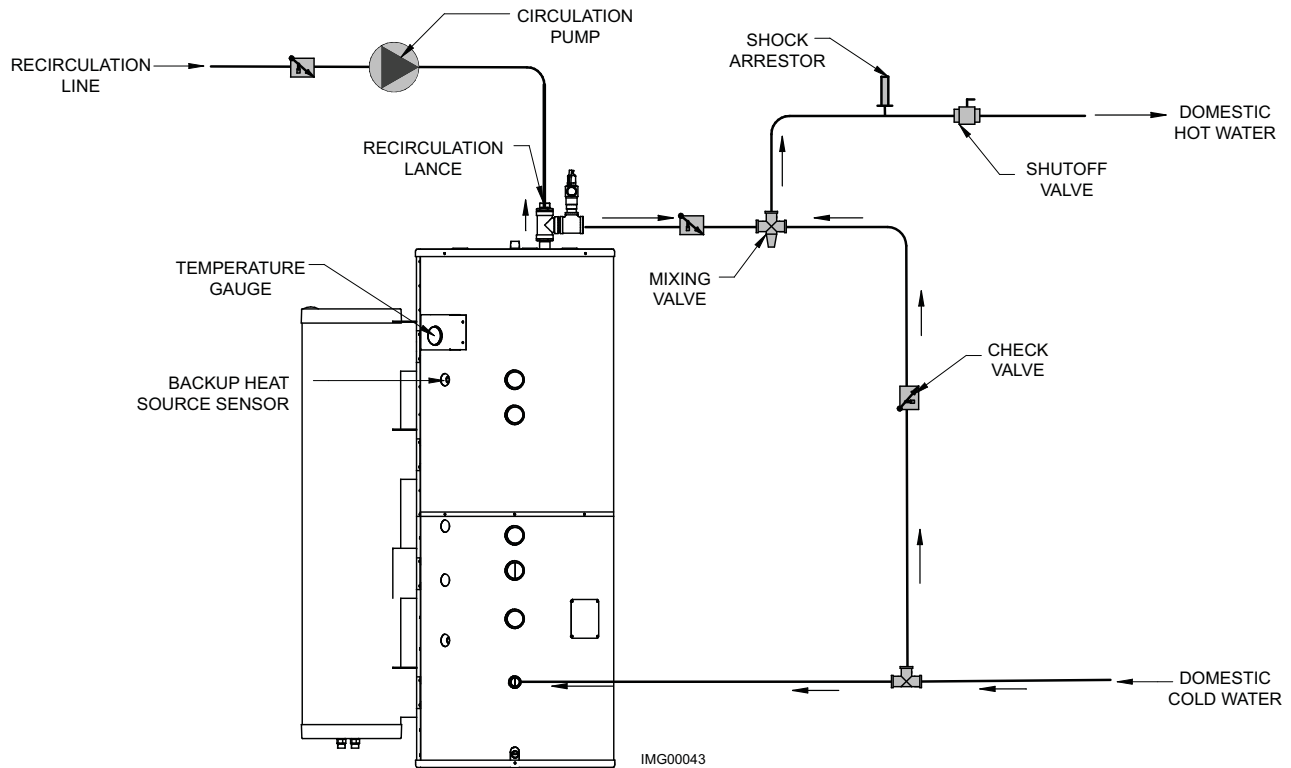 CIRCULATION
PUMP
RECIRCULATION
LINE
SHOCK
ARRESTOR
DOMESTIC
HOT WATER
RECIRCULATION
LANCE
SHUTOFF
VALVE
TEMPERATURE
GAUGE
MIXING
VALVE
CHECK
VALVE
BACKUP HEAT
SOURCE SENSOR
DOMESTIC
COLD WATER
IMG00043